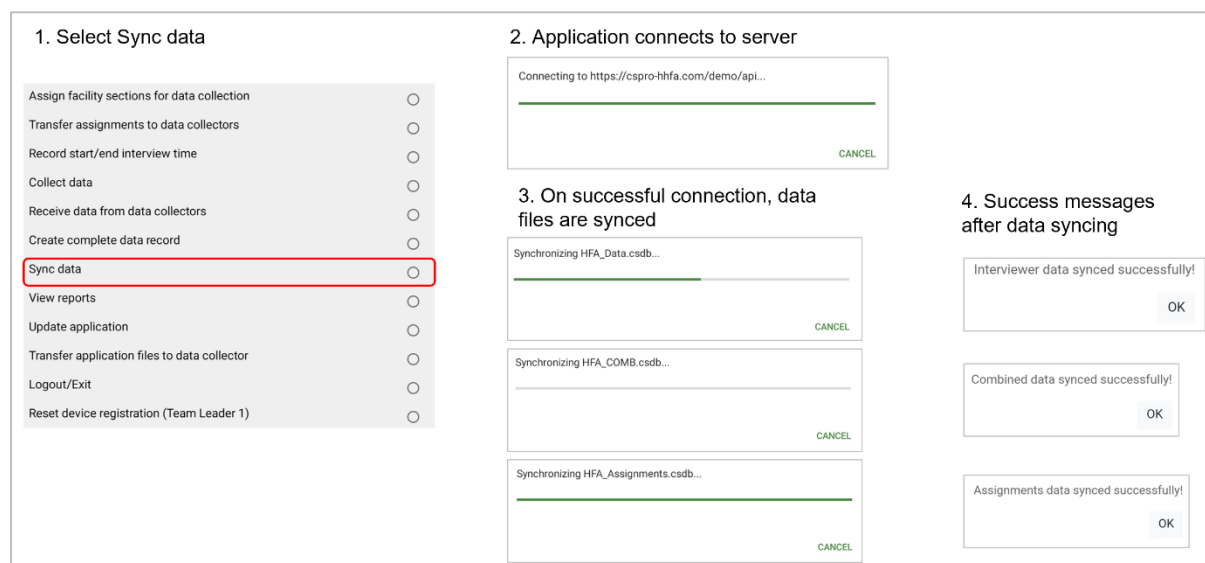 1. Select Sync data
Assign facility sections for data collection
Transfer assignments to data collectors
Record start/end interview time
Collect data
Receive data from data collectors
Create complete data record
Sync data
View reports
Update application
Transfer application files to data collector
Logout/Exit
Reset device registration (Team Leader 1)
2. Application connects to server
Connecting to https://cspro-hhfa.com/demo/api...
CANCEL
3. On successful connection, data
files are synced
Synchronizing HFA_Data.csdb...
CANCEL
Synchronizing HFA_COMB.csdb...
CANCEL
Synchronizing HFA_Assignments.csdb...
CANCEL
4. Success messages
after data syncing
Interviewer data synced successfully!
OK
Combined data synced successfully!
OK
Assignments data synced successfully!
OK